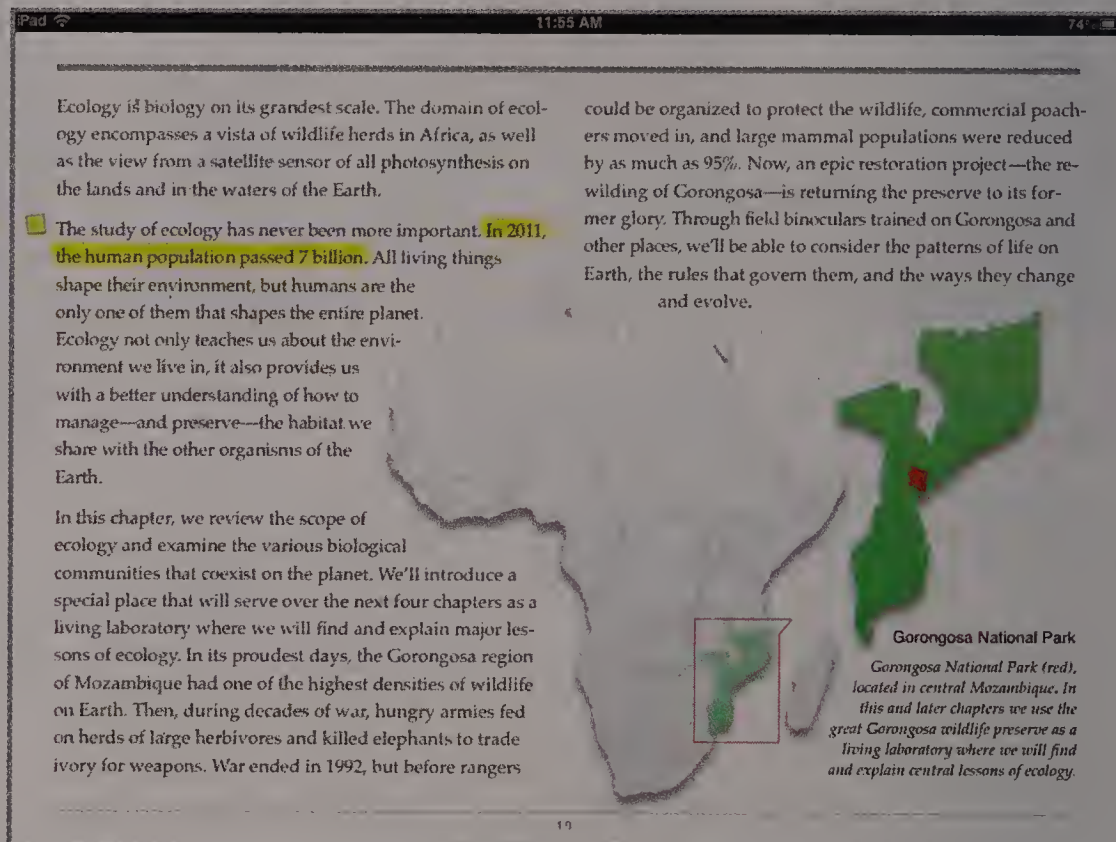 iPad
11:55 AM
74%
Ecology is biology on its grandest scale. The domain of ecol-
ogy encompasses a vista of wildlife herds in Africa, as well
as the view from a satellite sensor of all photosynthesis on
the lands and in the waters of the Earth.
The study of ecology has never been more important. In 2011,
the human population passed 7 billion. All living things
shape their environment, but humans are the
only one of them that shapes the entire planet.
Ecology not only teaches us about the envi-
ronment we live in, it also provides us
with a better understanding of how to
manage—and preserve—the habitat we
share with the other organisms of the
Earth.
In this chapter, we review the scope of
ecology and examine the various biological
communities that coexist on the planet. We'll introduce a
special place that will serve over the next four chapters as a
living laboratory where we will find and explain major les-
sons of ecology. In its proudest days, the Gorongosa region
of Mozambique had one of the highest densities of wildlife
on Earth. Then, during decades of war, hungry armies fed
on herds of large herbivores and killed elephants to trade
ivory for weapons. War ended in 1992, but before rangers
could be organized to protect the wildlife, commercial poach-
ers moved in, and large mammal populations were reduced
by as much as 95%. Now, an epic restoration project—the re-
wilding of Gorongosa—is returning the preserve to its for-
mer glory. Through field binoculars trained on Gorongosa and
other places, we'll be able to consider the patterns of life on
Earth, the rules that govern them, and the ways they change
and evolve.
Gorongosa National Park
Gorongosa National Park (red),
located in central Mozambique. In
this and later chapters we use the
great Gorongosa wildlife preserve as a
living laboratory where we will find
and explain central lessons of ecology.
19